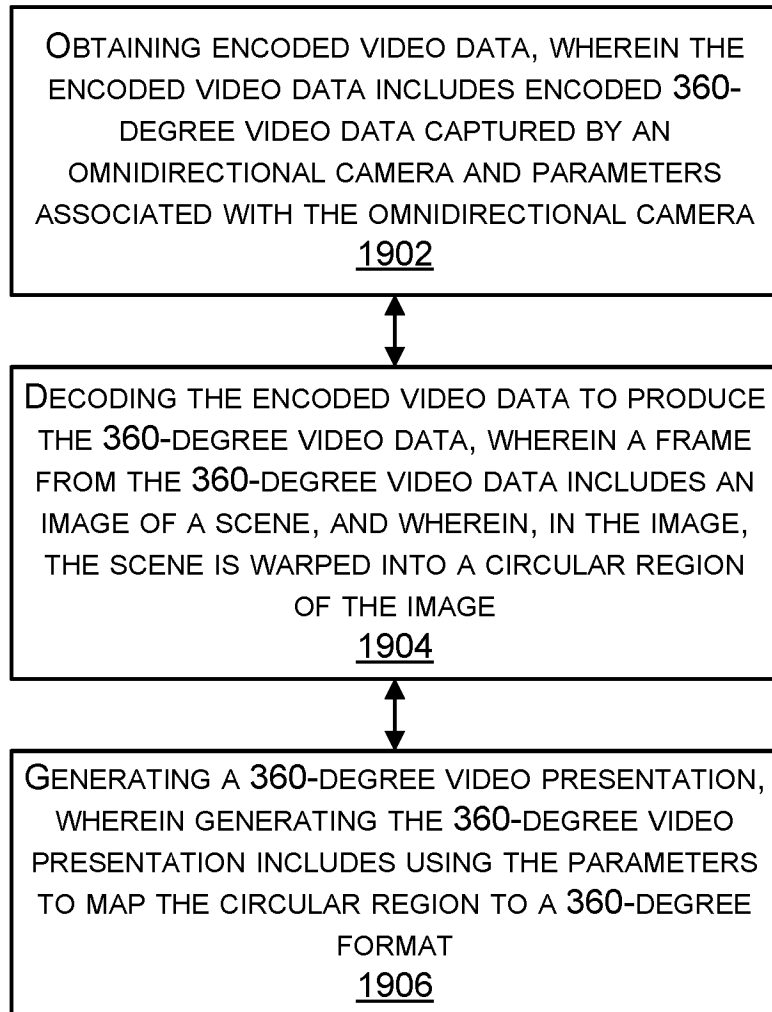 OBTAINING ENCODED VIDEO DATA, WHEREIN THE
ENCODED VIDEO DATA INCLUDES ENCODED 360-
DEGREE VIDEO DATA CAPTURED BY AN
OMNIDIRECTIONAL CAMERA AND PARAMETERS
ASSOCIATED WITH THE OMNIDIRECTIONAL CAMERA
1902
DECODING THE ENCODED VIDEO DATA TO PRODUCE
THE 360-DEGREE VIDEO DATA, WHEREIN A FRAME
FROM THE 360-DEGREE VIDEO DATA INCLUDES AN
IMAGE OF A SCENE, AND WHEREIN, IN THE IMAGE,
THE SCENE IS WARPED INTO A CIRCULAR REGION
OF THE IMAGE
1904
GENERATING A 360-DEGREE VIDEO PRESENTATION,
WHEREIN GENERATING THE 360-DEGREE VIDEO
PRESENTATION INCLUDES USING THE PARAMETERS
TO MAP THE CIRCULAR REGION TO A 360-DEGREE
FORMAT
1906